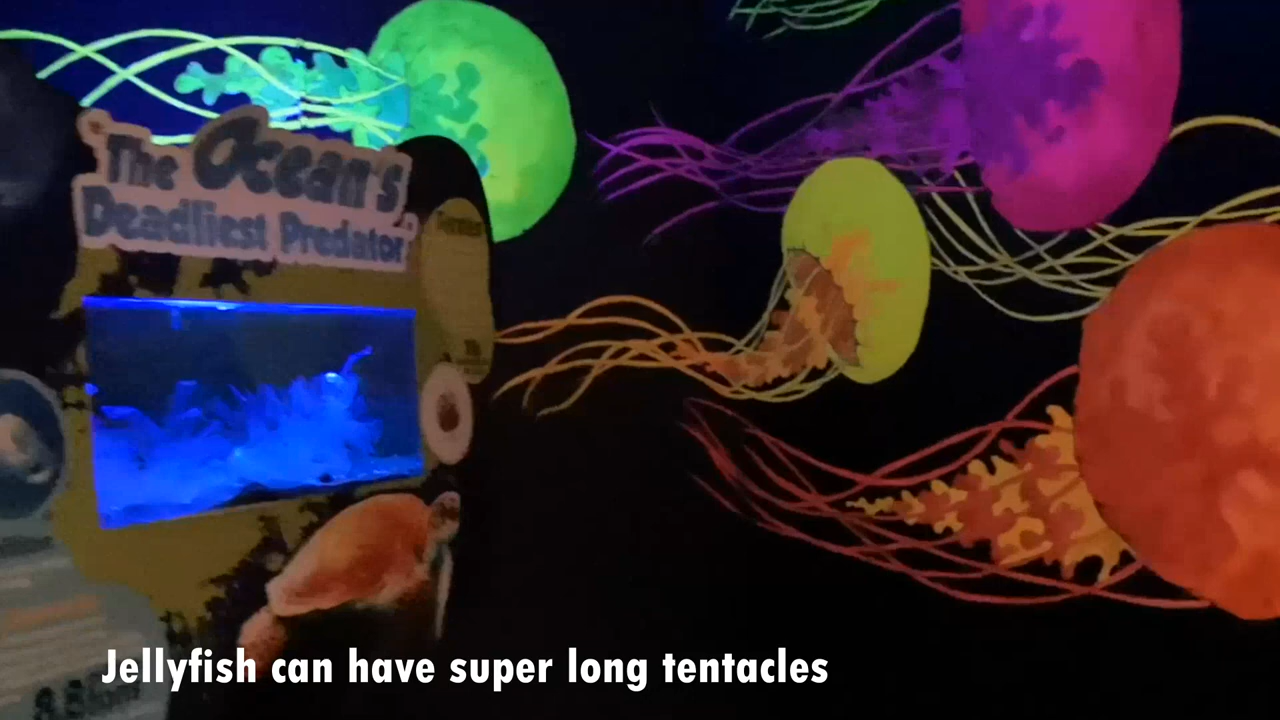 The Ocean's
Deadliest Predator
Jellyfish can have super long tentacles